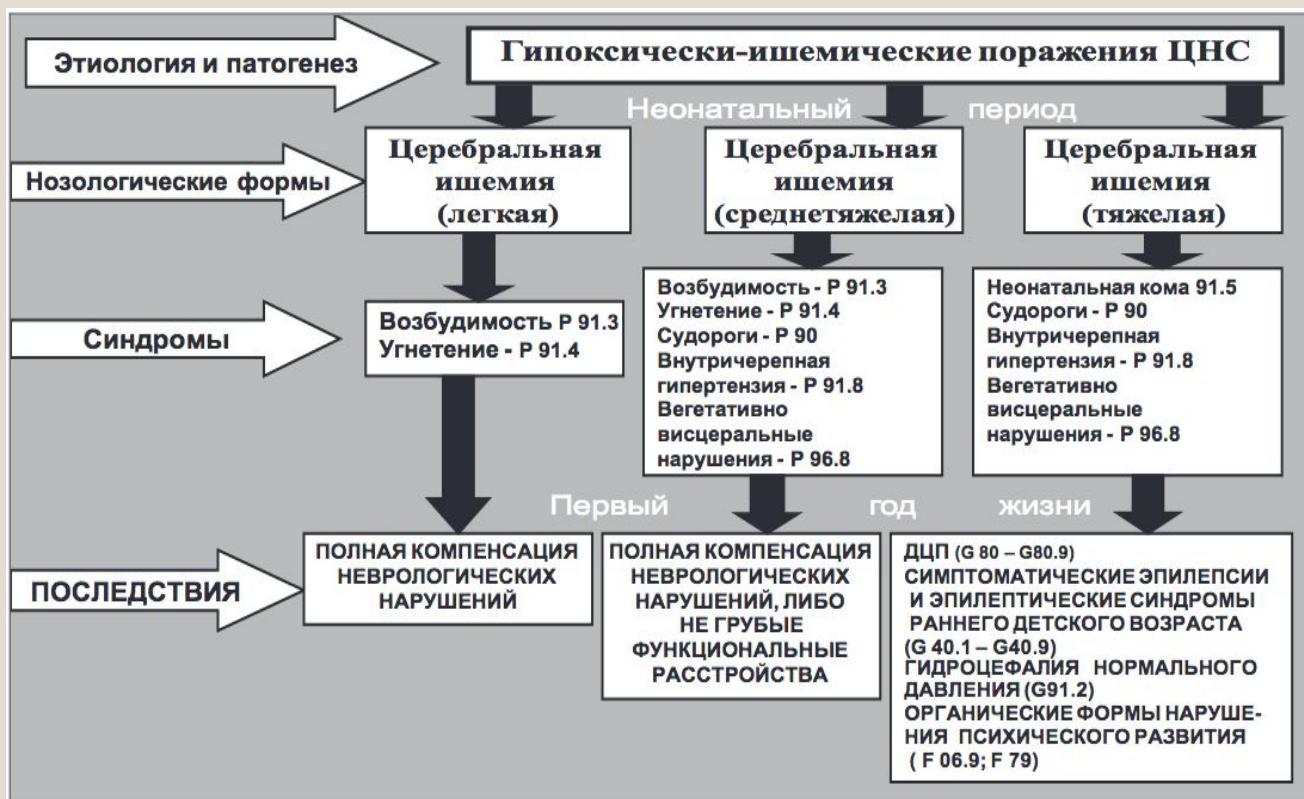 Этиология и патогенез
Гипоксически-ишемические поражения ЦНС
Неонатальный период
Нозологические формы
Церебральная
ишемия
(легкая)
Церебральная
ишемия
(среднетяжелая)
Церебральная
ишемия
(тяжелая)
Синдромы
Возбудимость P 91.3
Угнетение - P 91.4
Возбудимость - P 91.3
Угнетение - P 91.4
Судороги - P 90
Внутричерепная
гипертензия - P 91.8
Вегетативно
висцеральные
нарушения - P 96.8
Неонатальная кома 91.5
Судороги - P 90
Внутричерепная
гипертензия - P 91.8
Вегетативно
висцеральные
нарушения - P 96.8
Первый год жизни
ПОСЛЕДСТВИЯ
ПОЛНАЯ КОМПЕНСАЦИЯ
НЕВРОЛОГИЧЕСКИХ
НАРУШЕНИЙ
ПОЛНАЯ КОМПЕНСАЦИЯ
НЕВРОЛОГИЧЕСКИХ
НАРУШЕНИЙ, ЛИБО
НЕ ГРУБЫЕ
ФУНКЦИОНАЛЬНЫЕ
РАССТРОЙСТВА
ДЦП (G 80 – G80.9)
СИМПТОМАТИЧЕСКИЕ ЭПИЛЕПСИИ
И ЭПИЛЕПТИЧЕСКИЕ СИНДРОМЫ
РАННЕГО ДЕТСКОГО ВОЗРАСТА
(G 40.1 – G40.9)
ГИДРОЦЕФАЛИЯ НОРМАЛЬНОГО
ДАВЛЕНИЯ (G91.2)
ОРГАНИЧЕСКИЕ ФОРМЫ НАРУШЕ-
НИЯ ПСИХИЧЕСКОГО РАЗВИТИЯ
( F 06.9; F 79)